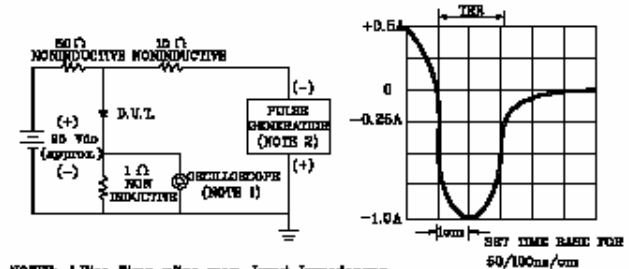 50 Ω
NONINDUCTIVE
10 Ω
NONINDUCTIVE
(+)
25 Vdc
(approx.)
(-)
D.U.T.
1 Ω
NON
INDUCTIVE
OSCILLOSCOPE
(NOTE 1)
(-)
PULSE
GENERATOR
(NOTE 2)
(+)
TRR
+0.5A
0
-0.25A
-1.0A
1cm
SET TIME BASE FOR
50/100ns/cm